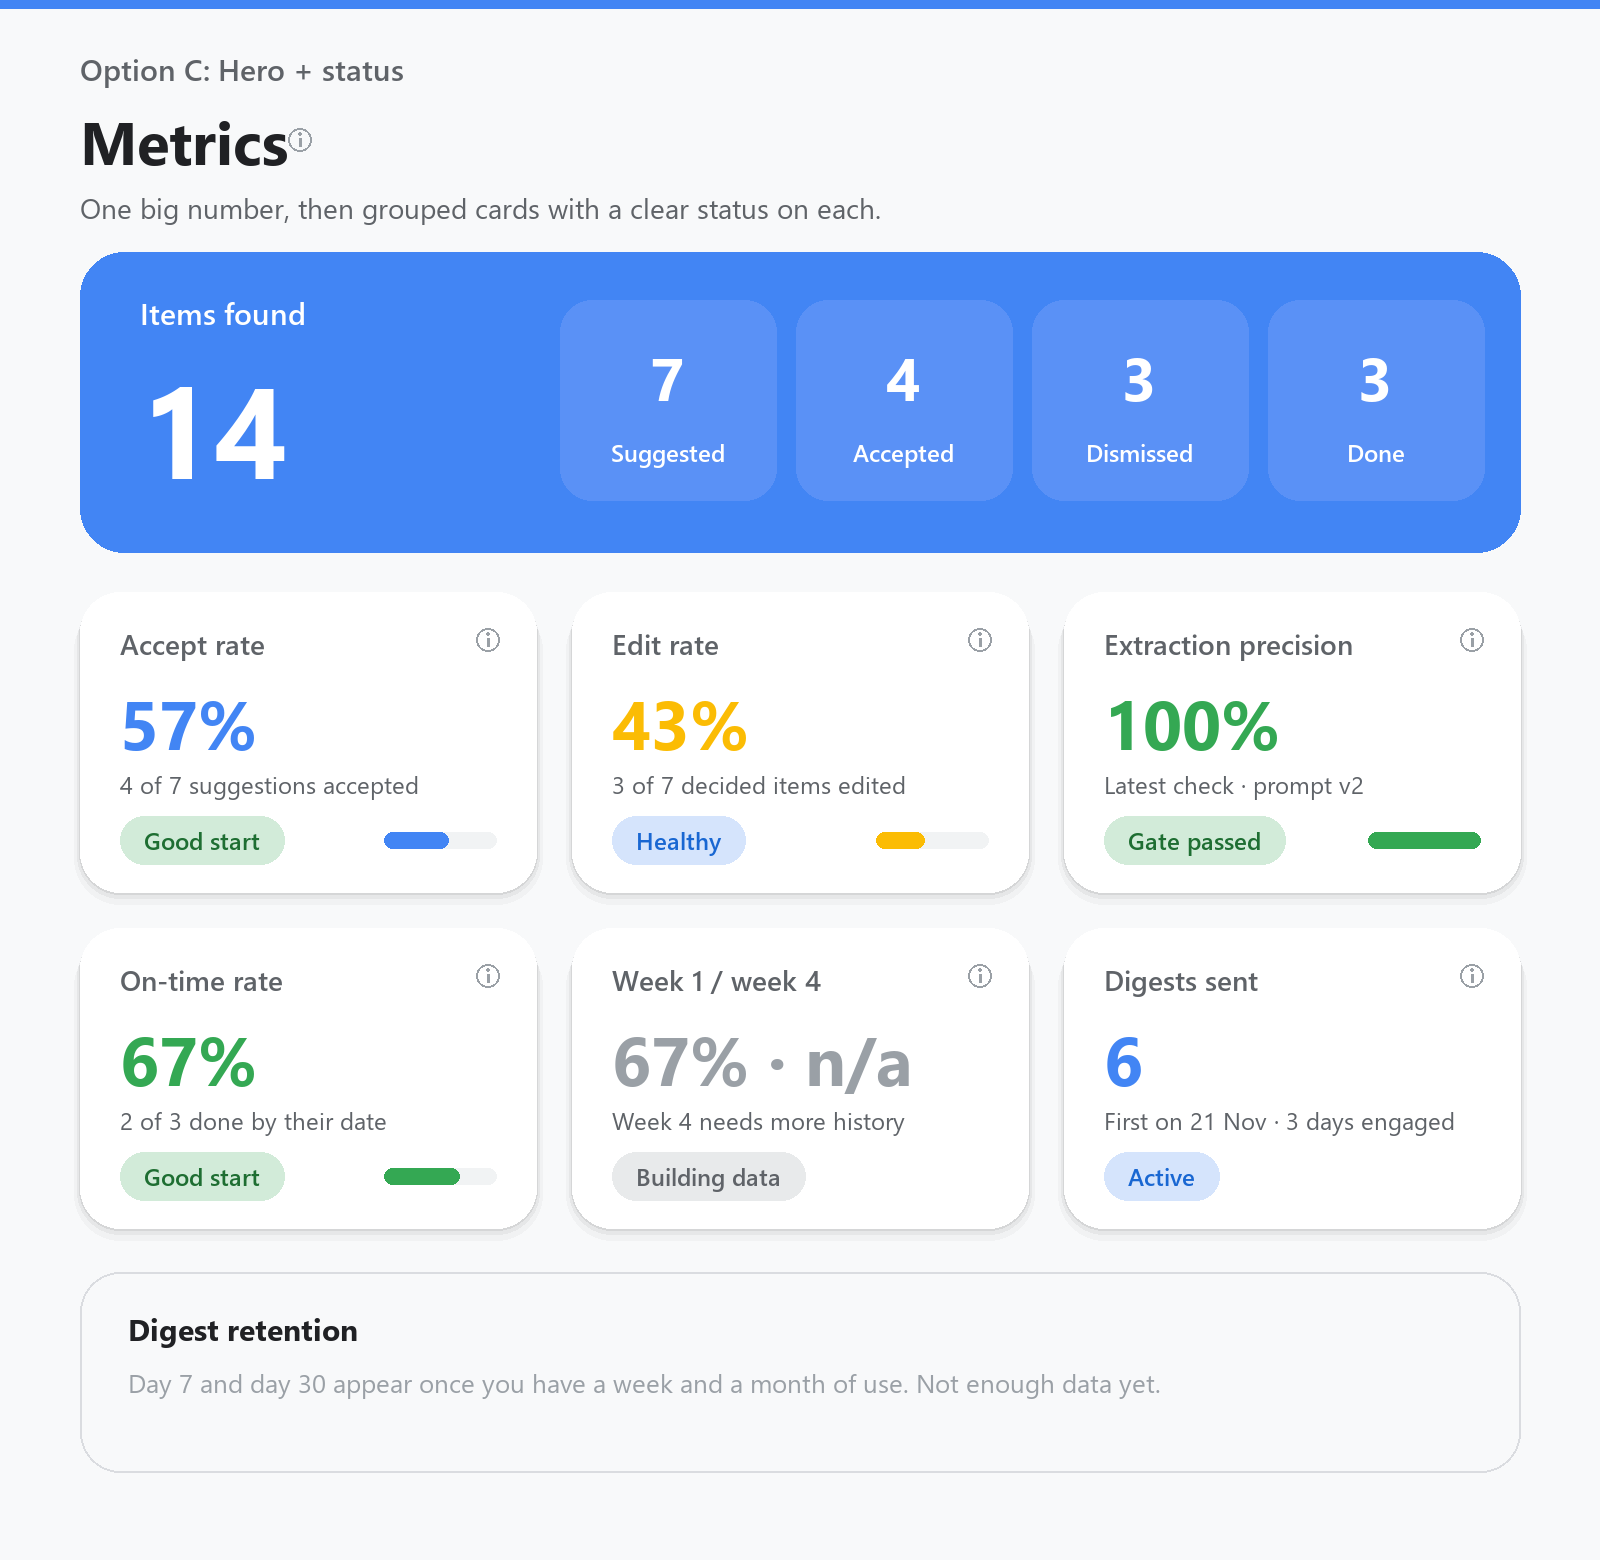 Option C: Hero + status
Metrics
One big number, then grouped cards with a clear status on each.
Items found
14
7
Suggested
4
Accepted
3
Dismissed
3
Done
Accept rate
57%
4 of 7 suggestions accepted
Good start
Edit rate
43%
3 of 7 decided items edited
Healthy
Extraction precision
100%
Latest check · prompt v2
Gate passed
On-time rate
67%
2 of 3 done by their date
Good start
Week 1 / week 4
67% · n/a
Week 4 needs more history
Building data
Digests sent
6
First on 21 Nov · 3 days engaged
Active
Digest retention
Day 7 and day 30 appear once you have a week and a month of use. Not enough data yet.